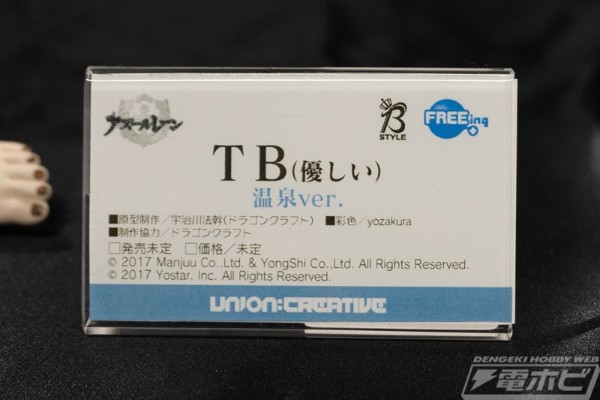 アズールレーン
B STYLE
FREEing
TB(優しい)
温泉ver.
■原型制作／宇治川法幹(ドラゴンクラフト) ■彩色／yozakura
■制作協力／ドラゴンクラフト
□発売未定 □価格／未定
© 2017 Manjuu Co.,Ltd. & YongShi Co.,Ltd. All Rights Reserved.
© 2017 Yostar. Inc. All Rights Reserved.
UNION:CREATIVE
DENGEKI HOBBY WEB
電ホビ